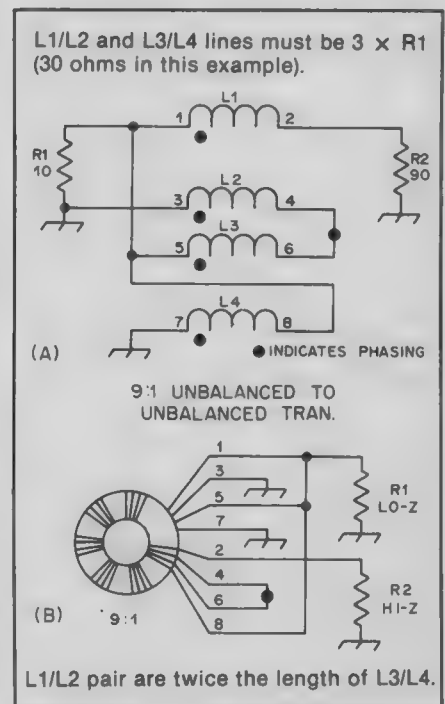 L1/L2 and L3/L4 lines must be 3 × R1
(30 ohms in this example).
L1
1 2
R1
10
R2
90
L2
3 4
L3
5 6
L4
7 8
(A)
● INDICATES PHASING
9:1 UNBALANCED TO
UNBALANCED TRAN.
1
3
5
7
2
4
6
8
R1
LO-Z
R2
HI-Z
(B)
9:1
L1/L2 pair are twice the length of L3/L4.